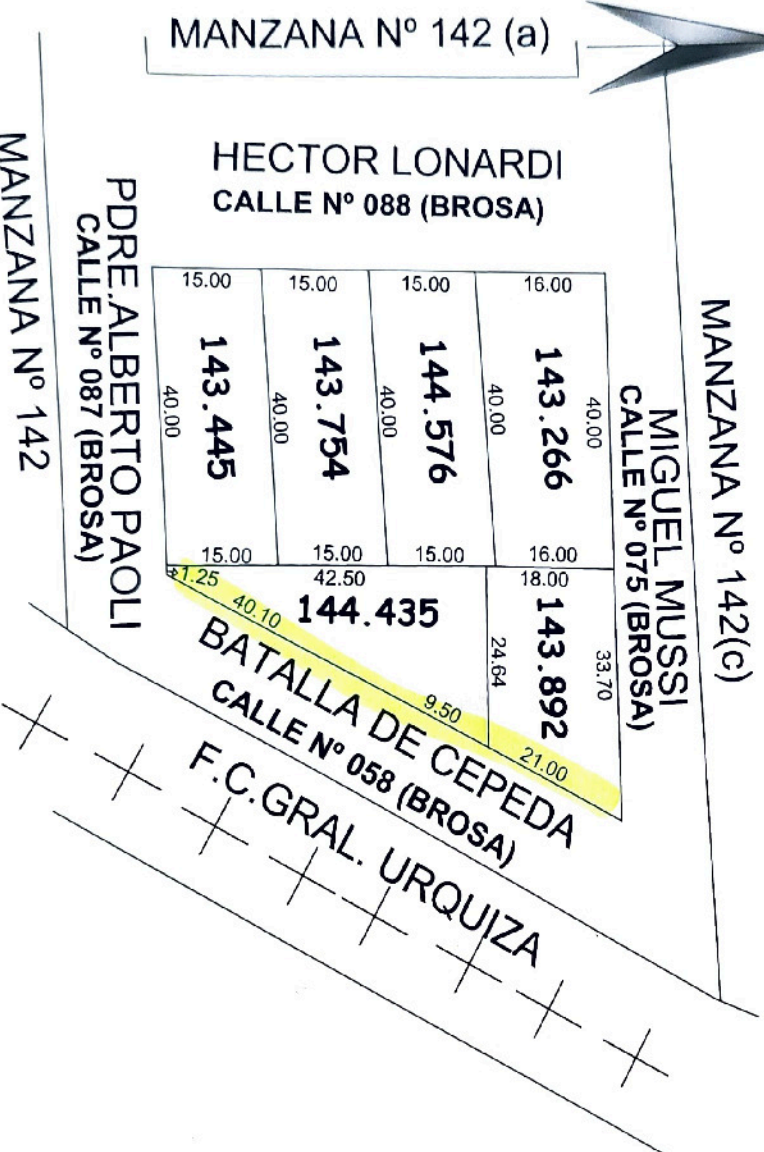 MANZANA Nº 142 (a)
HECTOR LONARDI
CALLE Nº 088 (BROSA)
MANZANA Nº 142
PDRE.ALBERTO PAOLI
CALLE Nº 087 (BROSA)
15.00
15.00
15.00
16.00
143.445
143.754
144.576
143.266
40.00
40.00
40.00
40.00
40.00
MIGUEL MUSSI
CALLE Nº 075 (BROSA)
MANZANA Nº 142(c)
15.00
15.00
15.00
16.00
1.25
42.50
18.00
40.10
144.435
143.892
24.64
33.70
9.50
21.00
BATALLA DE CEPEDA
CALLE Nº 058 (BROSA)
F.C.GRAL. URQUIZA